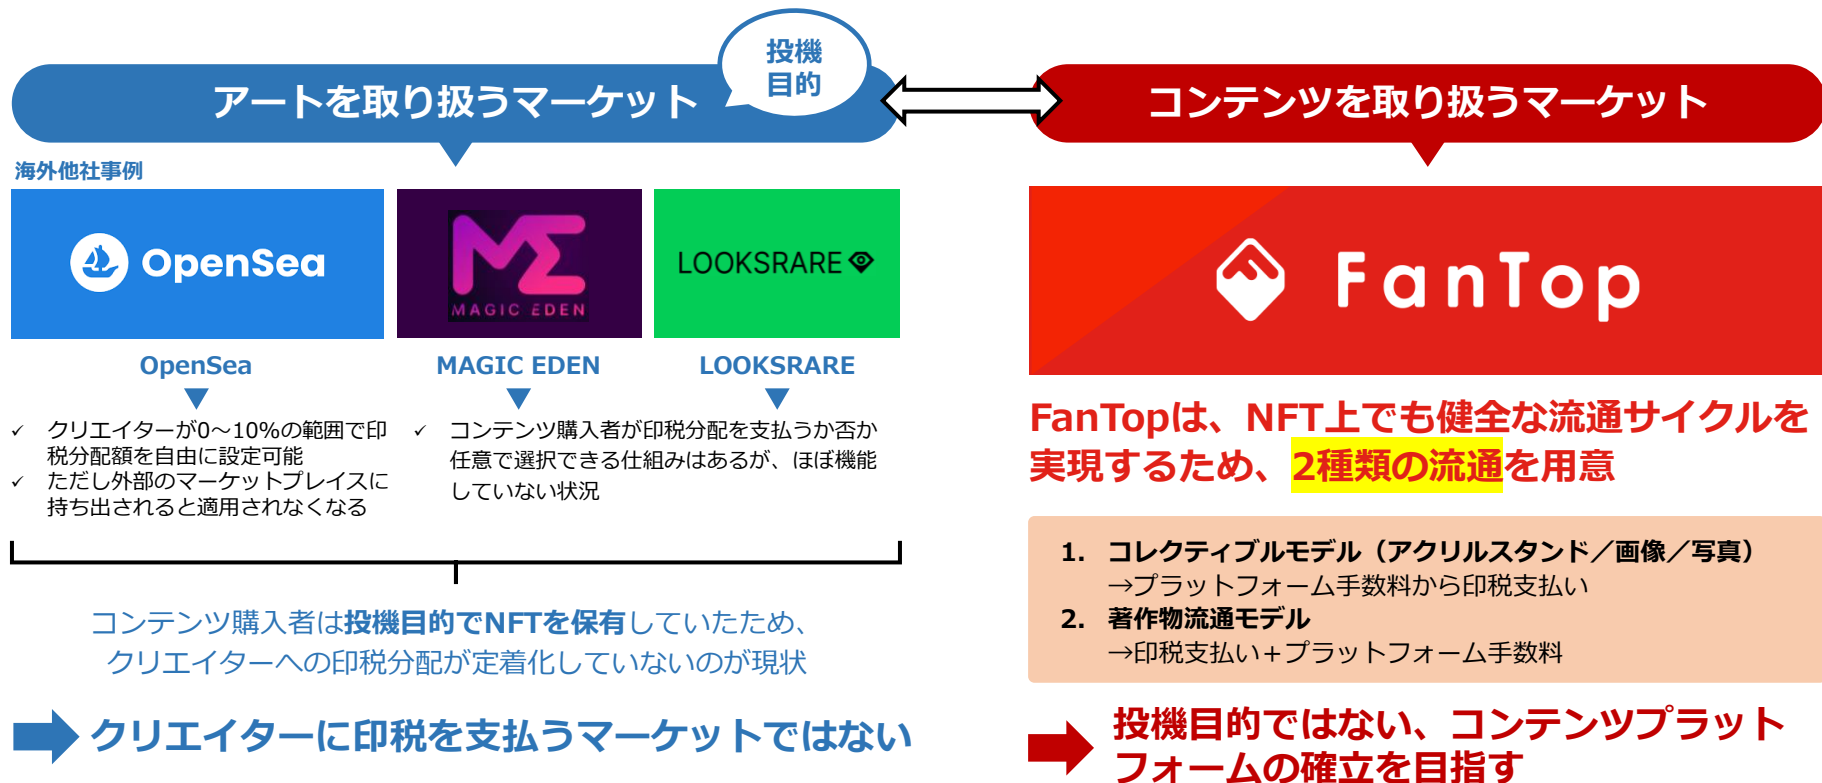 投機
目的
アートを取り扱うマーケット
海外他社事例
OpenSea
ME
MAGIC EDEN
LOOKSRARE
OpenSea
MAGIC EDEN
LOOKSRARE
✓ クリエイターが0～10%の範囲で印
税分配額を自由に設定可能
✓ ただし外部のマーケットプレイスに
持ち出されると適用されなくなる
✓ コンテンツ購入者が印税分配を支払うか否か
任意で選択できる仕組みはあるが、ほぼ機能
していない状況
コンテンツ購入者は投機目的でNFTを保有していたため、
クリエイターへの印税分配が定着化していないのが現状
クリエイターに印税を支払うマーケットではない
コンテンツを取り扱うマーケット
FanTop
FanTopは、NFT上でも健全な流通サイクルを
実現するため、2種類の流通を用意
1. コレクティブルモデル（アクリルスタンド／画像／写真）
→プラットフォーム手数料から印税支払い
2. 著作物流通モデル
→印税支払い＋プラットフォーム手数料
投機目的ではない、コンテンツプラット
フォームの確立を目指す